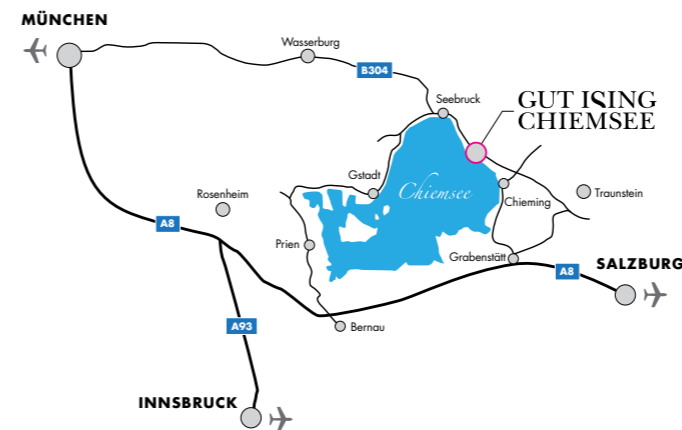 MÜNCHEN
Wasserburg
B304
Seebruck
GUT ISING
CHIEMSEE
Gstadt
Chiemsee
Rosenheim
Chieming
Traunstein
A8
Prien
Grabenstätt
SALZBURG
A8
A93
Bernau
INNSBRUCK